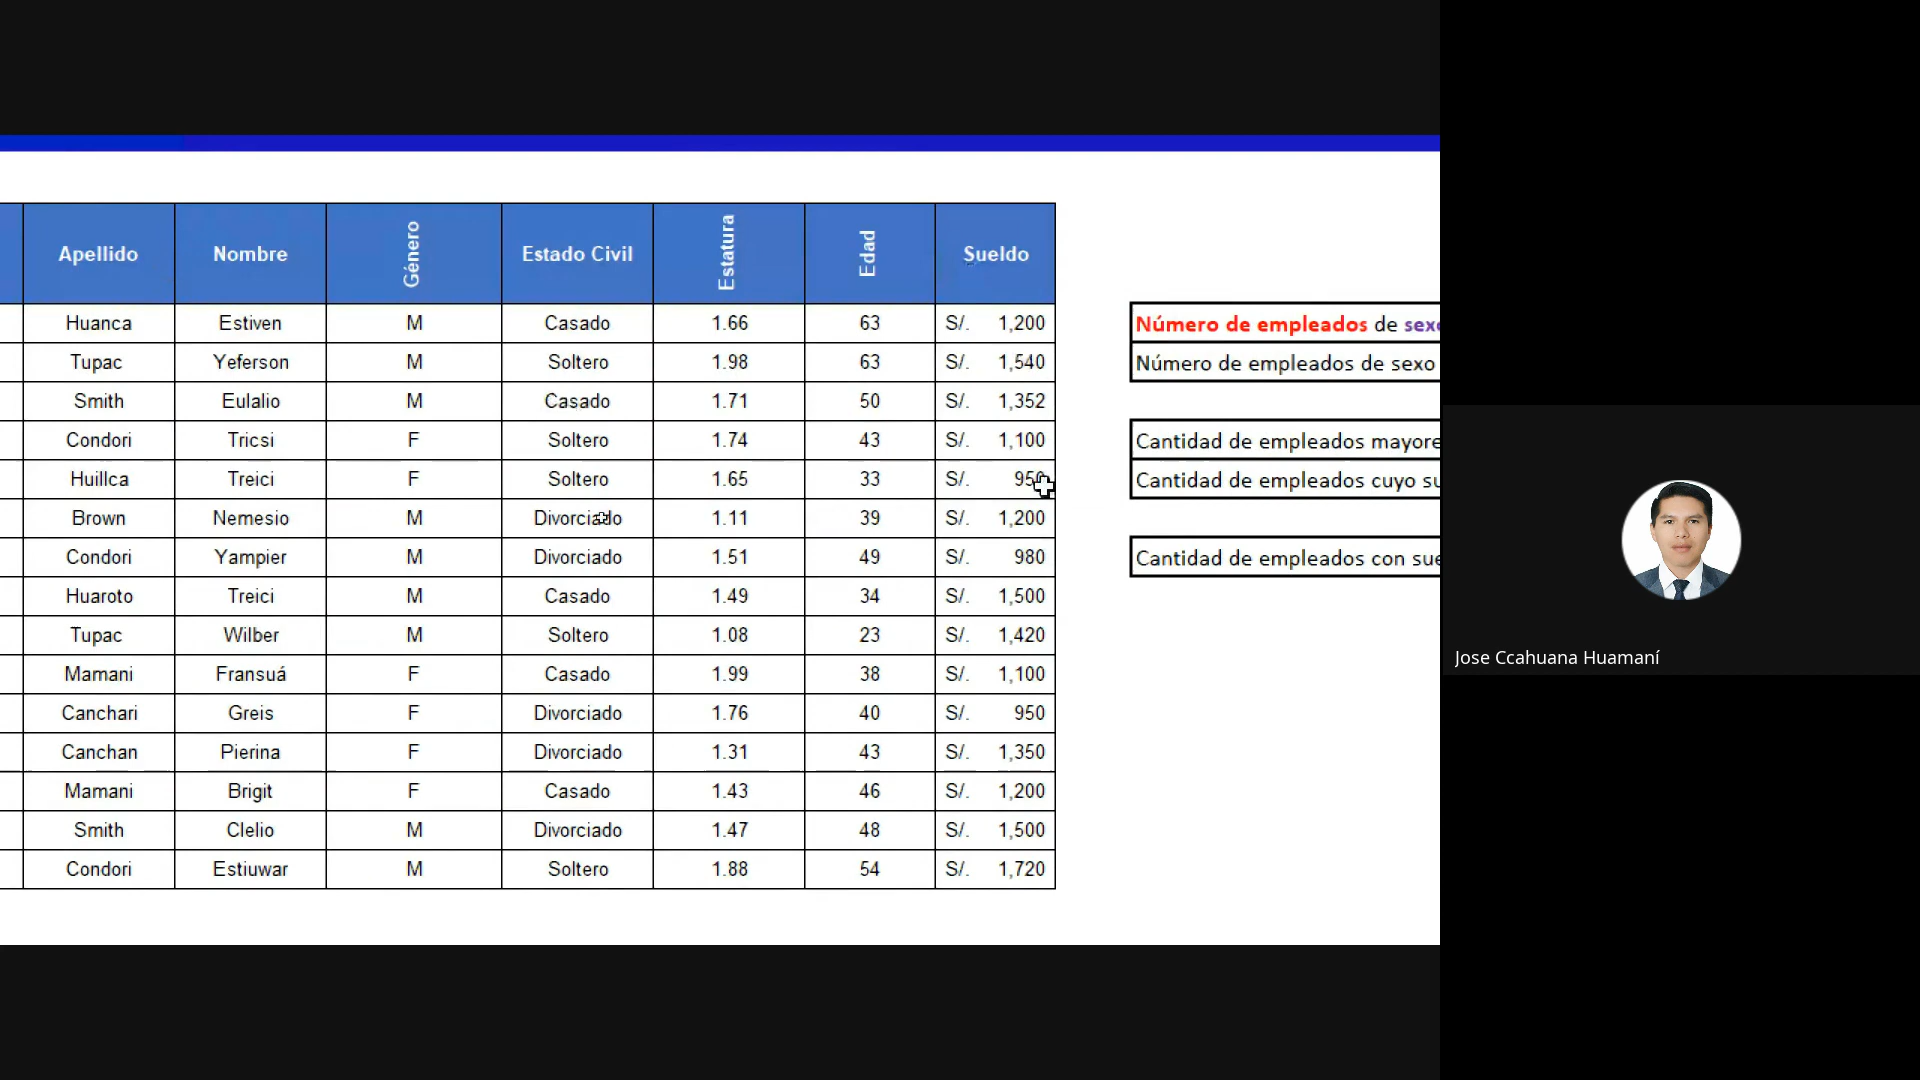 Apellido Nombre Género Estado Civil Estatura Edad Sueldo
Huanca Estiven M Casado 1.66 63 S/. 1,200
Tupac Yeferson M Soltero 1.98 63 S/. 1,540
Smith Eulalio M Casado 1.71 50 S/. 1,352
Condori Tricsi F Soltero 1.74 43 S/. 1,100
Huillca Treici F Soltero 1.65 33 S/. 950
Brown Nemesio M Divorciado 1.11 39 S/. 1,200
Condori Yampier M Divorciado 1.51 49 S/. 980
Huaroto Treici M Casado 1.49 34 S/. 1,500
Tupac Wilber M Soltero 1.08 23 S/. 1,420
Mamani Fransuá F Casado 1.99 38 S/. 1,100
Canchari Greis F Divorciado 1.76 40 S/. 950
Canchan Pierina F Divorciado 1.31 43 S/. 1,350
Mamani Brigit F Casado 1.43 46 S/. 1,200
Smith Clelio M Divorciado 1.47 48 S/. 1,500
Condori Estiuwar M Soltero 1.88 54 S/. 1,720
Número de empleados de
Número de empleados de sexo
Cantidad de empleados
Cantidad de empleados cuyo
Cantidad de empleados con
Jose Ccahuana Huamaní